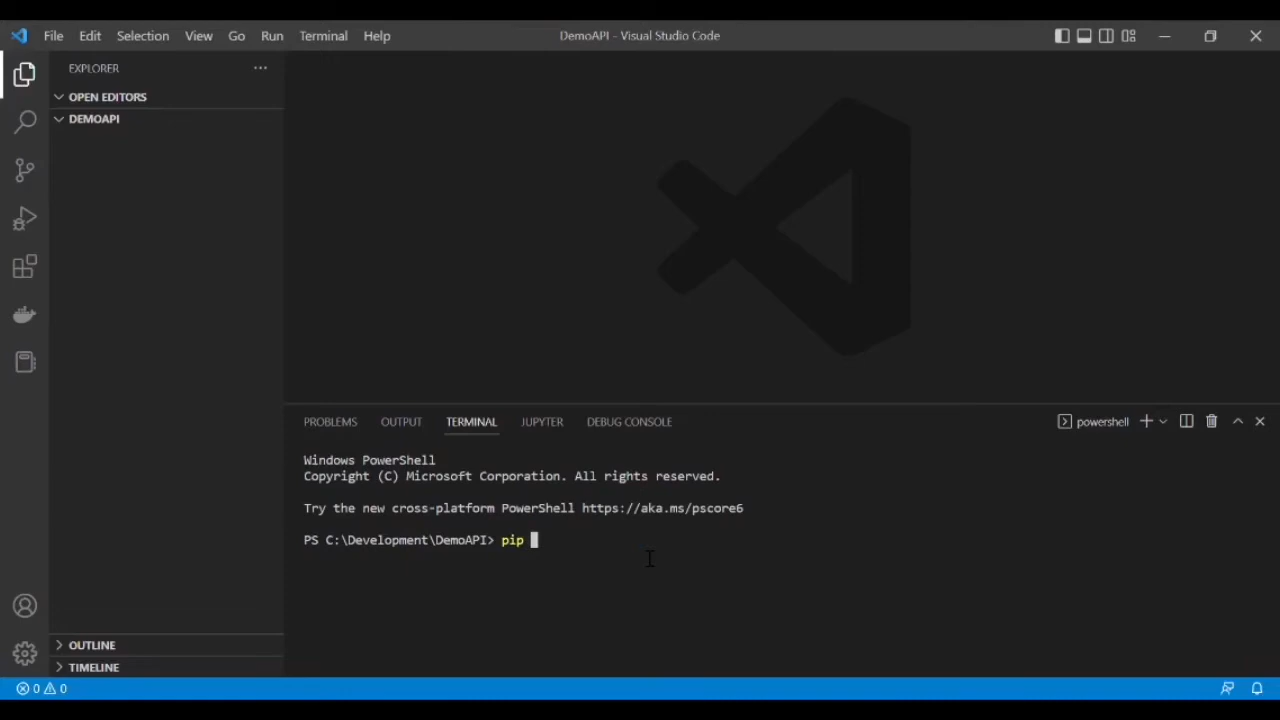 File Edit Selection View Go Run Terminal Help
DemoAPI - Visual Studio Code
EXPLORER
OPEN EDITORS
DEMOAPI
PROBLEMS OUTPUT TERMINAL JUPYTER DEBUG CONSOLE
powershell
Windows PowerShell
Copyright (C) Microsoft Corporation. All rights reserved.
Try the new cross-platform PowerShell https://aka.ms/pscore6
PS C:\Development\DemoAPI> pip
OUTLINE
TIMELINE
0 0